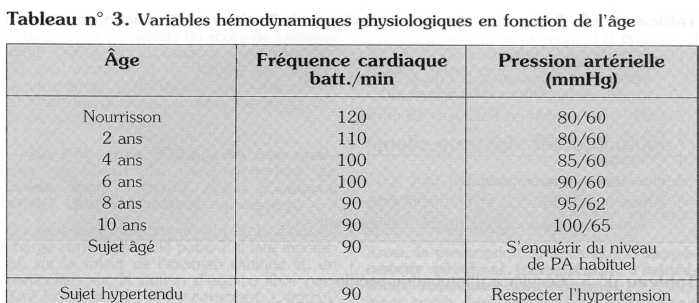 Tableau n° 3. Variables hémodynamiques physiologiques en fonction de l'âge
Âge Fréquence cardiaque Pression artérielle
batt./min (mmHg)
Nourrisson 120 80/60
2 ans 110 80/60
4 ans 100 85/60
6 ans 100 90/60
8 ans 90 95/62
10 ans 90 100/65
Sujet âgé 90 S'enquérir du niveau
de PA habituel
Sujet hypertendu 90 Respecter l'hypertension